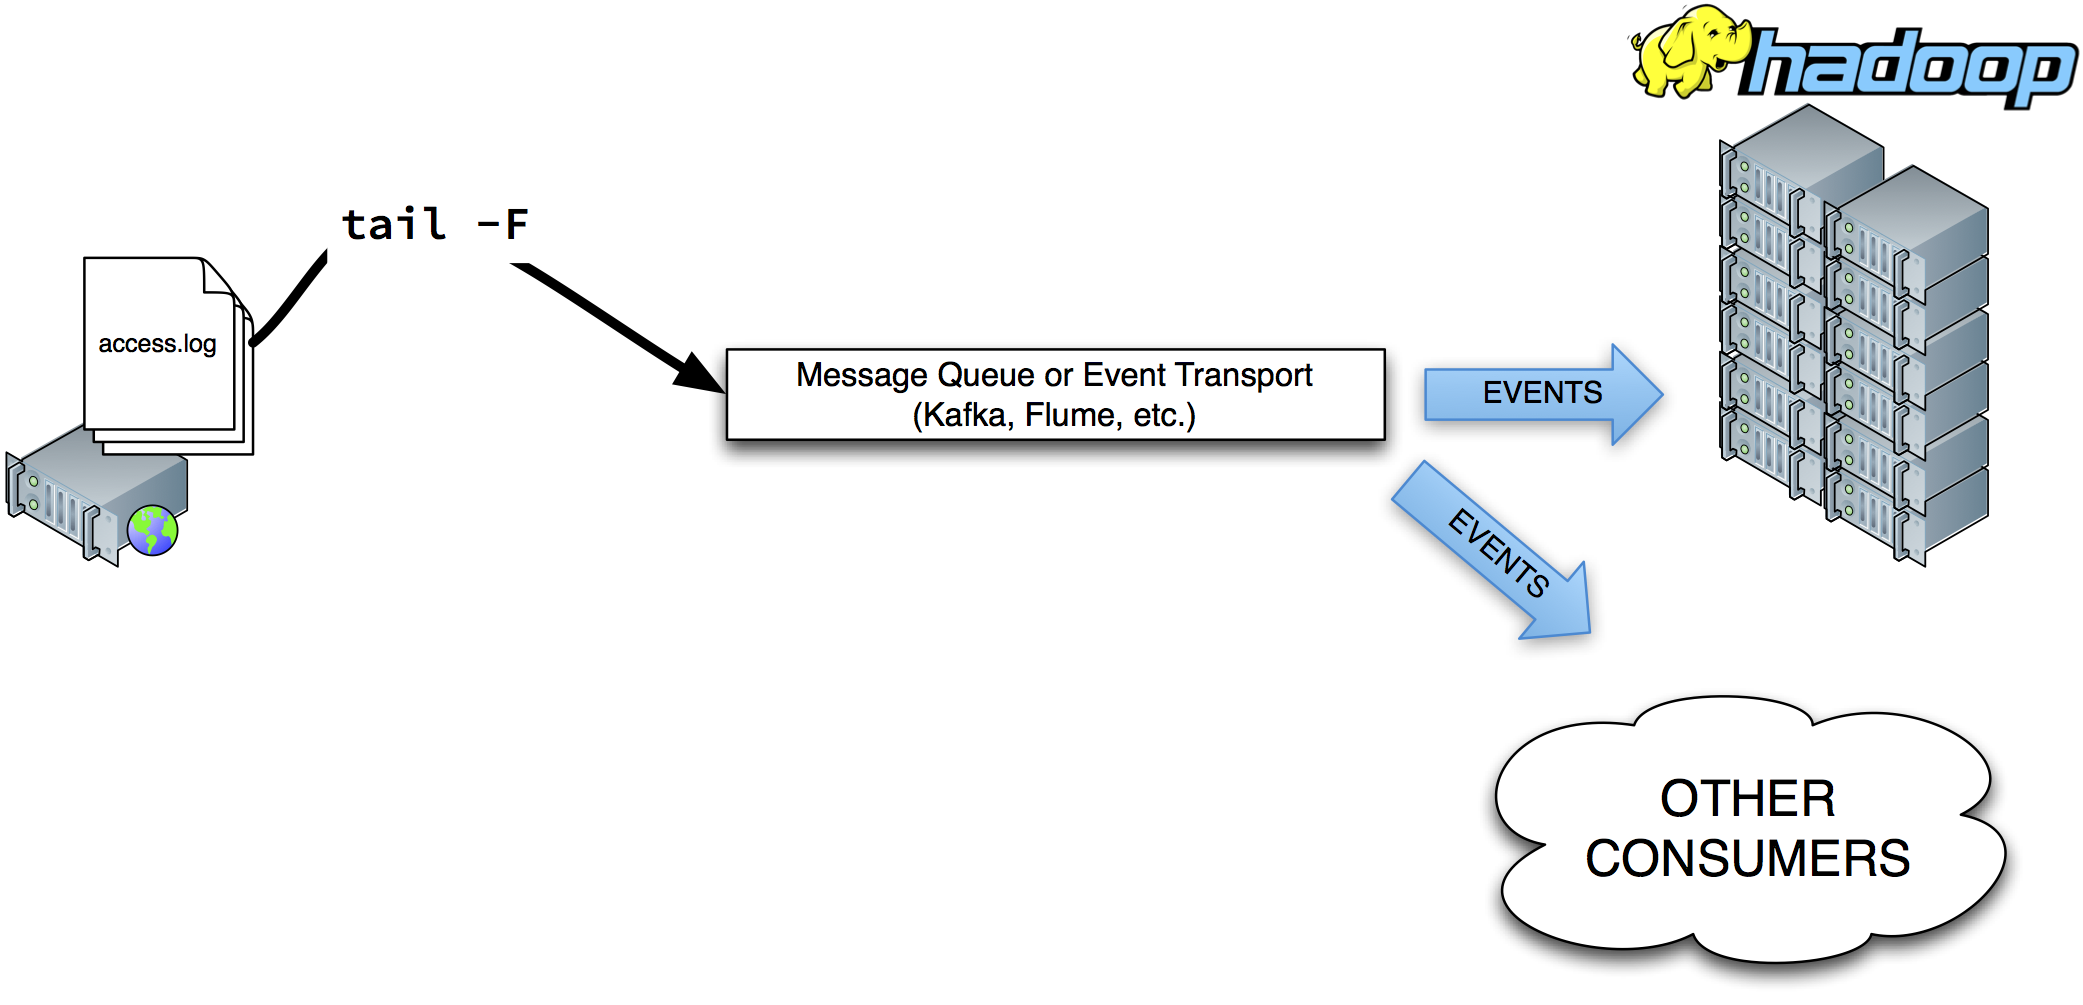 hadoop
tail -F
access.log
Message Queue or Event Transport
(Kafka, Flume, etc.)
EVENTS
EVENTS
OTHER
CONSUMERS